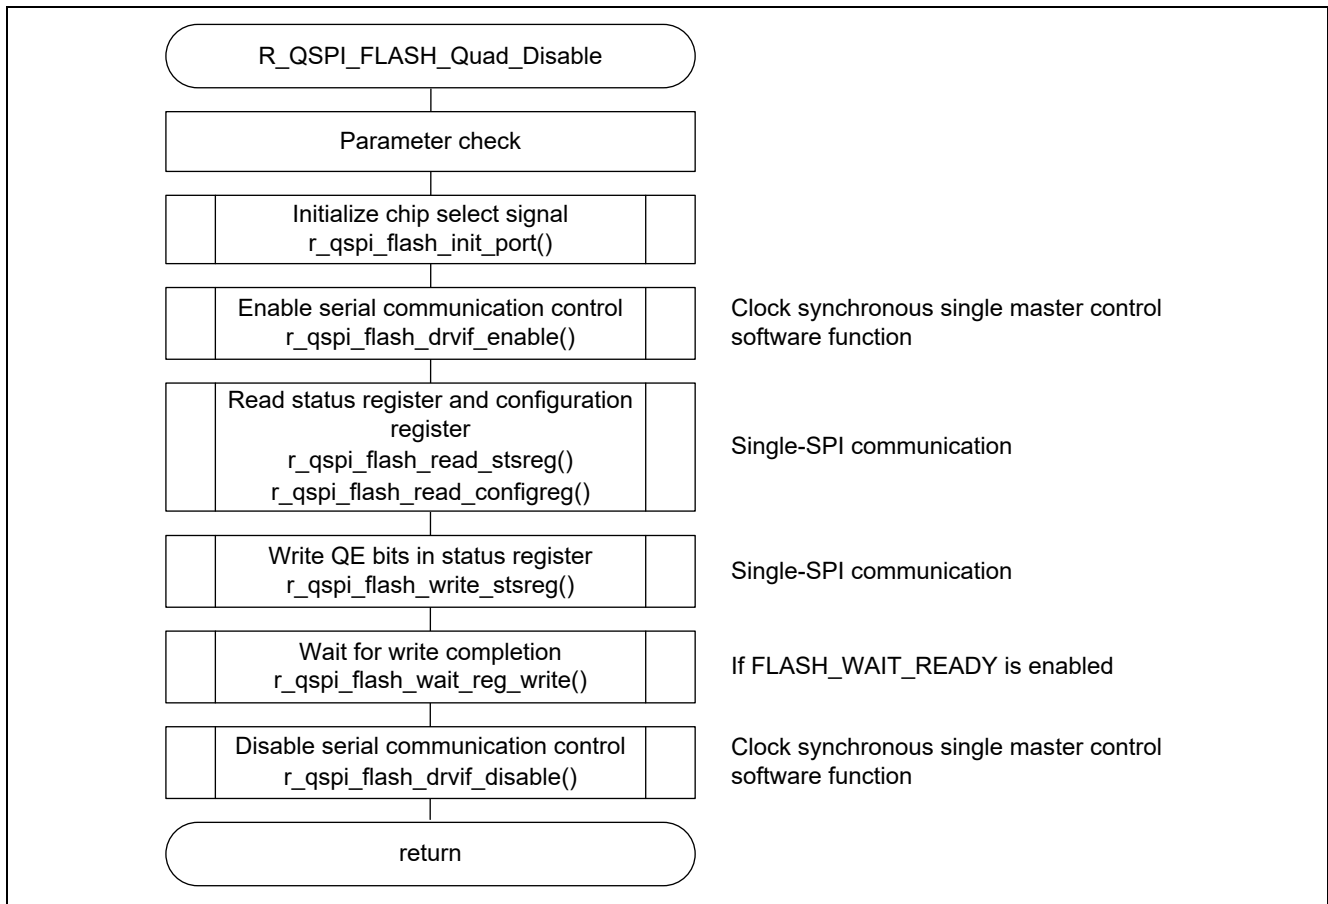 R_QSPI_FLASH_Quad_Disable
Parameter check
Initialize chip select signal
r_qspi_flash_init_port()
Enable serial communication control
r_qspi_flash_drvif_enable()
Clock synchronous single master control
software function
Read status register and configuration
register
r_qspi_flash_read_stsreg()
r_qspi_flash_read_configreg()
Single-SPI communication
Write QE bits in status register
r_qspi_flash_write_stsreg()
Single-SPI communication
Wait for write completion
r_qspi_flash_wait_reg_write()
If FLASH_WAIT_READY is enabled
Disable serial communication control
r_qspi_flash_drvif_disable()
Clock synchronous single master control
software function
return